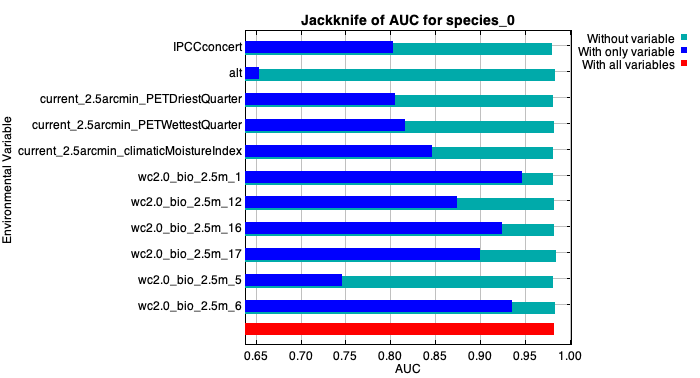 Jackknife of AUC for species_0
Without variable
With only variable
With all variables
Environmental Variable
IPCCconcert
alt
current_2.5arcmin_PETDriestQuarter
current_2.5arcmin_PETWettestQuarter
current_2.5arcmin_climaticMoistureIndex
wc2.0_bio_2.5m_1
wc2.0_bio_2.5m_12
wc2.0_bio_2.5m_16
wc2.0_bio_2.5m_17
wc2.0_bio_2.5m_5
wc2.0_bio_2.5m_6
0.65 0.70 0.75 0.80 0.85 0.90 0.95 1.00
AUC